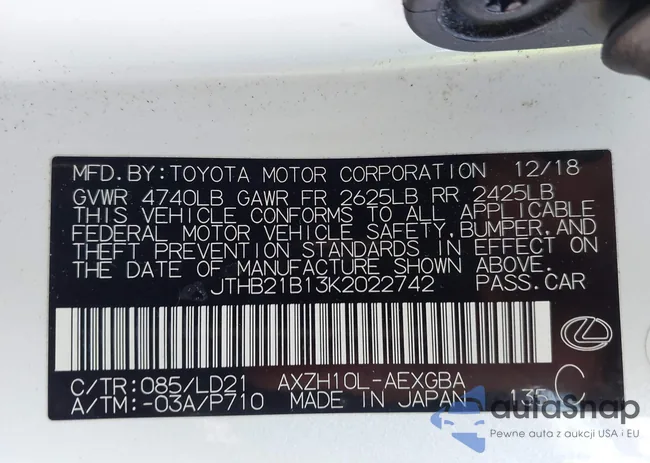 MFD.BY:TOYOTA MOTOR CORPORATION 12/18
GVWR 4740LB GAWR FR 2625LB RR 2425LB
THIS VEHICLE CONFORMS TO ALL APPLICABLE
FEDERAL MOTOR VEHICLE SAFETY,BUMPER,AND
THEFT PREVENTION STANDARDS IN EFFECT ON
THE DATE OF MANUFACTURE SHOWN ABOVE.
JTHB21B13K2022742 PASS.CAR
C/TR:085/LD21 AXZH10L-AEXGBA
A/TM:-03A/P710 MADE IN JAPAN C
autoSnap
Pewne auta z aukcji USA i EU